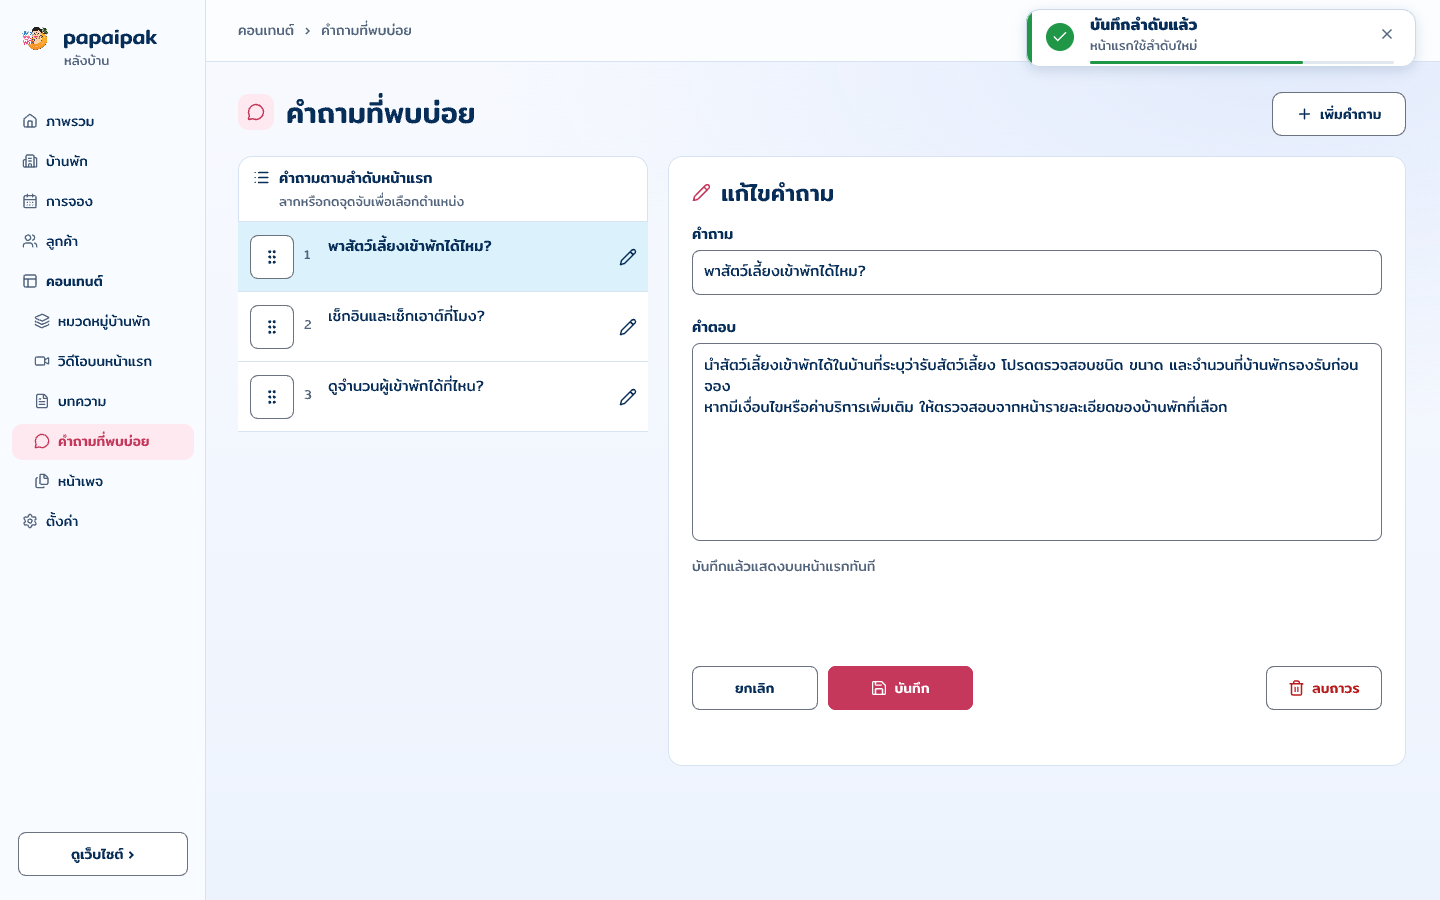 papaipak
หลังบ้าน
ภาพรวม
บ้านพัก
การจอง
ลูกค้า
คอนเทนต์
หมวดหมู่บ้านพัก
วิดีโอบนหน้าแรก
บทความ
คำถามที่พบบ่อย
หน้าเพจ
ตั้งค่า
ดูเว็บไซต์ ›
คอนเทนต์ › คำถามที่พบบ่อย
บันทึกลำดับแล้ว
หน้าแรกใช้ลำดับใหม่
คำถามที่พบบ่อย
เพิ่มคำถาม
คำถามตามลำดับหน้าแรก
ลากหรือกดจุดจับเพื่อเลือกตำแหน่ง
1 พาสัตว์เลี้ยงเข้าพักได้ไหม?
2 เช็กอินและเช็กเอาต์กี่โมง?
3 ดูจำนวนผู้เข้าพักได้ที่ไหน?
แก้ไขคำถาม
คำถาม
พาสัตว์เลี้ยงเข้าพักได้ไหม?
คำตอบ
นำสัตว์เลี้ยงเข้าพักได้ในบ้านที่ระบุว่ารับสัตว์เลี้ยง โปรดตรวจสอบชนิด ขนาด และจำนวนที่บ้านพักรองรับก่อน
จอง
หากมีเงื่อนไขหรือค่าบริการเพิ่มเติม ให้ตรวจสอบจากหน้ารายละเอียดของบ้านพักที่เลือก
บันทึกแล้วแสดงบนหน้าแรกทันที
ยกเลิก
บันทึก
ลบถาวร